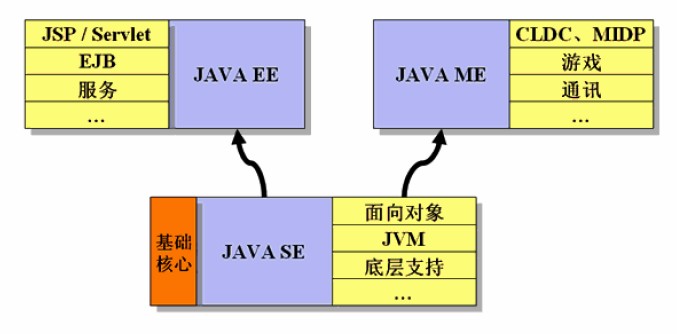 JSP / Servlet
EJB
服务
…
JAVA EE
JAVA ME
CLDC、MIDP
游戏
通讯
…
基础
核心
JAVA SE
面向对象
JVM
底层支持
…